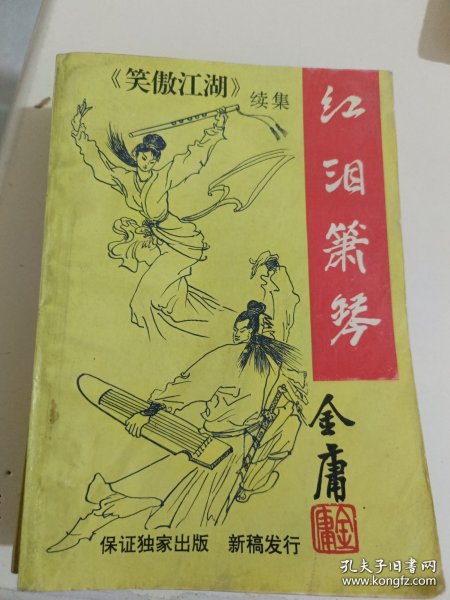 《笑傲江湖》续集
红泪箫琴
金庸
金庸
保证独家出版 新稿发行
孔夫子旧书网
www.kongfz.com